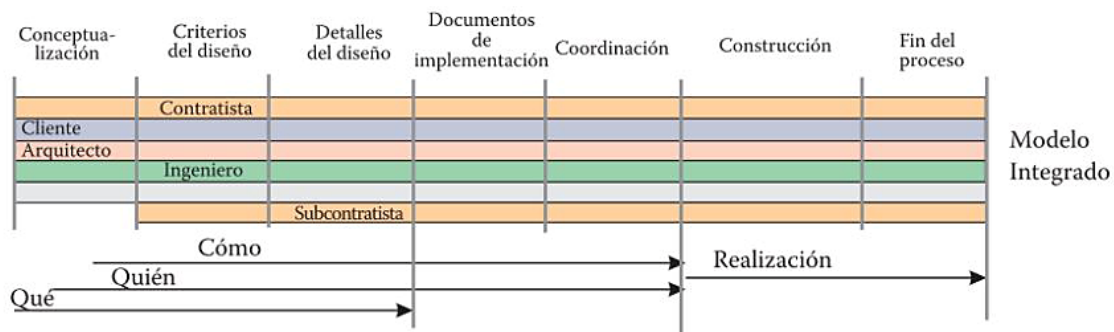 Conceptua-
lización
Criterios
del diseño
Detalles
del diseño
Documentos
de
implementación
Coordinación
Construcción
Fin del
proceso
Contratista
Cliente
Arquitecto
Ingeniero
Subcontratista
Modelo
Integrado
Cómo
Quién
Qué
Realización